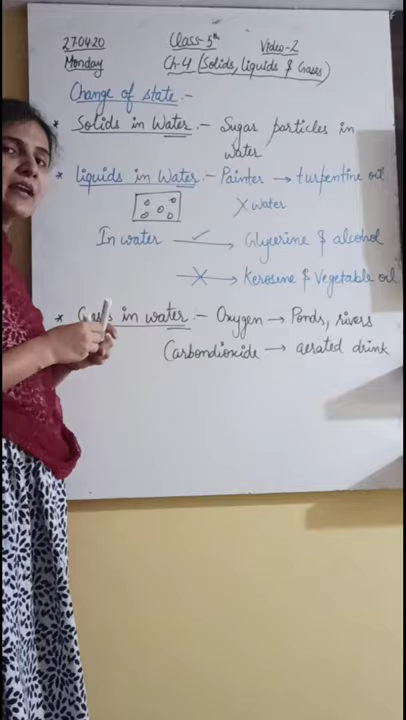 270420 Class-5th Video-2
Monday Ch-4 (Solids, liquids & Gases)
Change of state :-
* Solids in Water :- Sugar particles in
water
* liquids in Water :- Painter → turpentine oil
X water
In water ✓→ Glycerine & alcohol
X→ Kerosine & Vegetable oil
* Gases in water :- Oxygen → Ponds, rivers
Carbondioxide → aerated drink